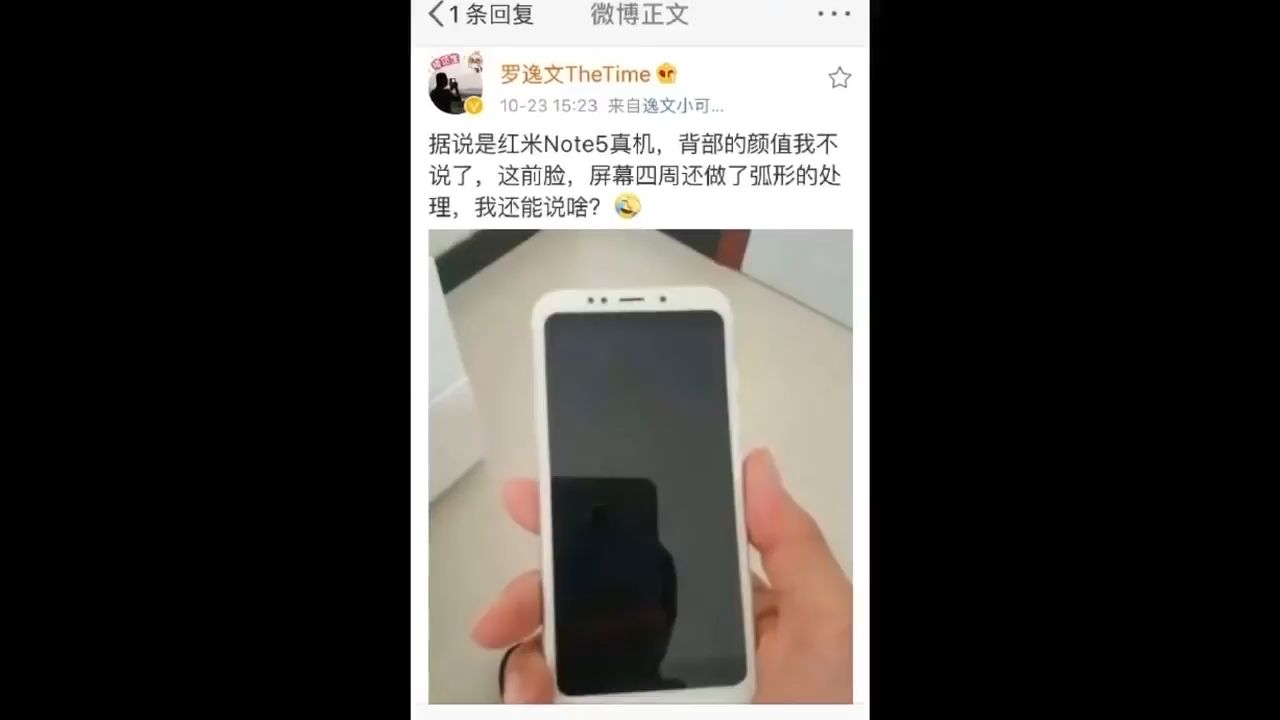 1条回复
微博正文
罗逸文TheTime
10-23 15:23 来自逸文小可...
据说是红米Note5真机，背部的颜值我不
说了，这前脸，屏幕四周还做了弧形的处
理，我还能说啥？